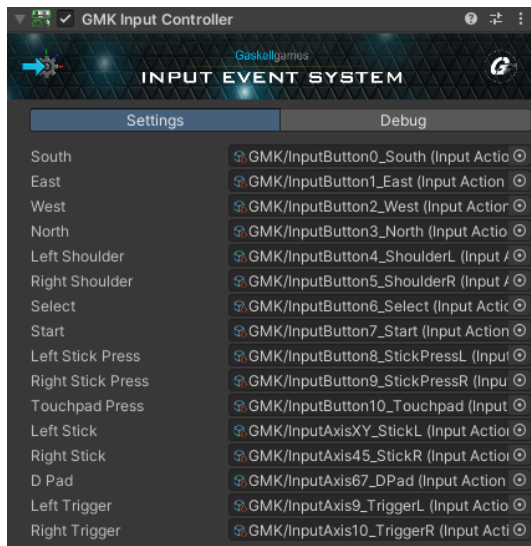 GMK Input Controller
Gaskellgames
INPUT EVENT SYSTEM
G
Settings Debug
South GMK/InputButton0_South (Input Actic
East GMK/InputButton1_East (Input Action
West GMK/InputButton2_West (Input Action
North GMK/InputButton3_North (Input Actio
Left Shoulder GMK/InputButton4_ShoulderL (Input A
Right Shoulder GMK/InputButton5_ShoulderR (Input A
Select GMK/InputButton6_Select (Input Actic
Start GMK/InputButton7_Start (Input Action
Left Stick Press GMK/InputButton8_StickPressL (Input
Right Stick Press GMK/InputButton9_StickPressR (Inpu
Touchpad Press GMK/InputButton10_Touchpad (Input
Left Stick GMK/InputAxisXY_StickL (Input Action
Right Stick GMK/InputAxis45_StickR (Input Action
D Pad GMK/InputAxis67_DPad (Input Action
Left Trigger GMK/InputAxis9_TriggerL (Input Actio
Right Trigger GMK/InputAxis10_TriggerR (Input Acti